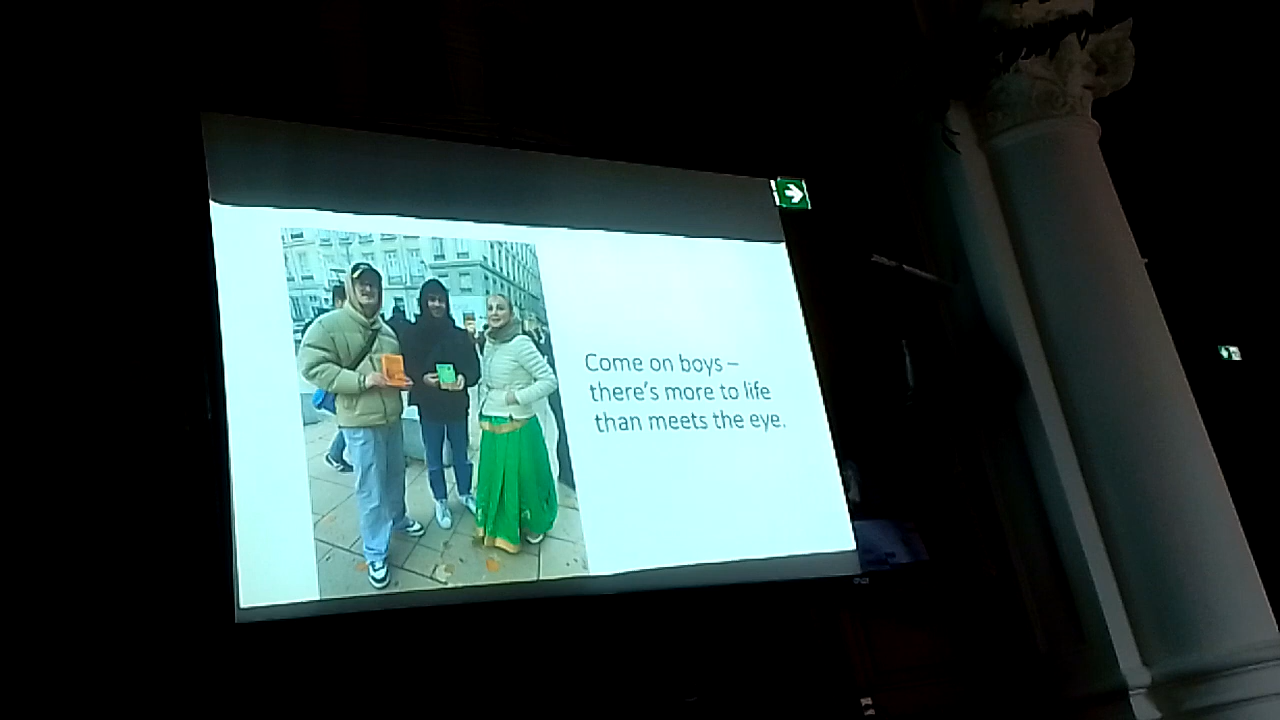 Come on boys –
there's more to life
than meets the eye.